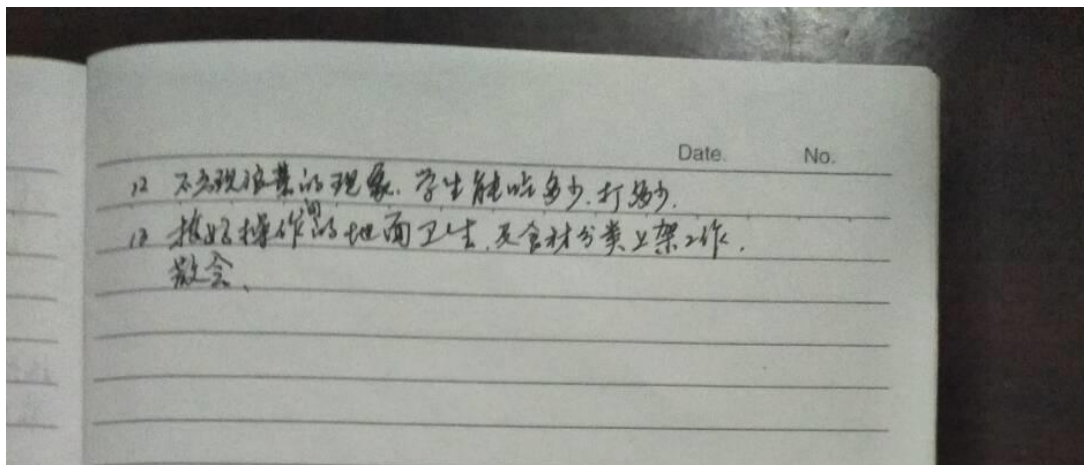 Date. No.
12 不出现浪费的现象. 学生能吃多少. 打多少.
13 搞好操作间的地面卫生. 及食材分类上架工作.
散会.